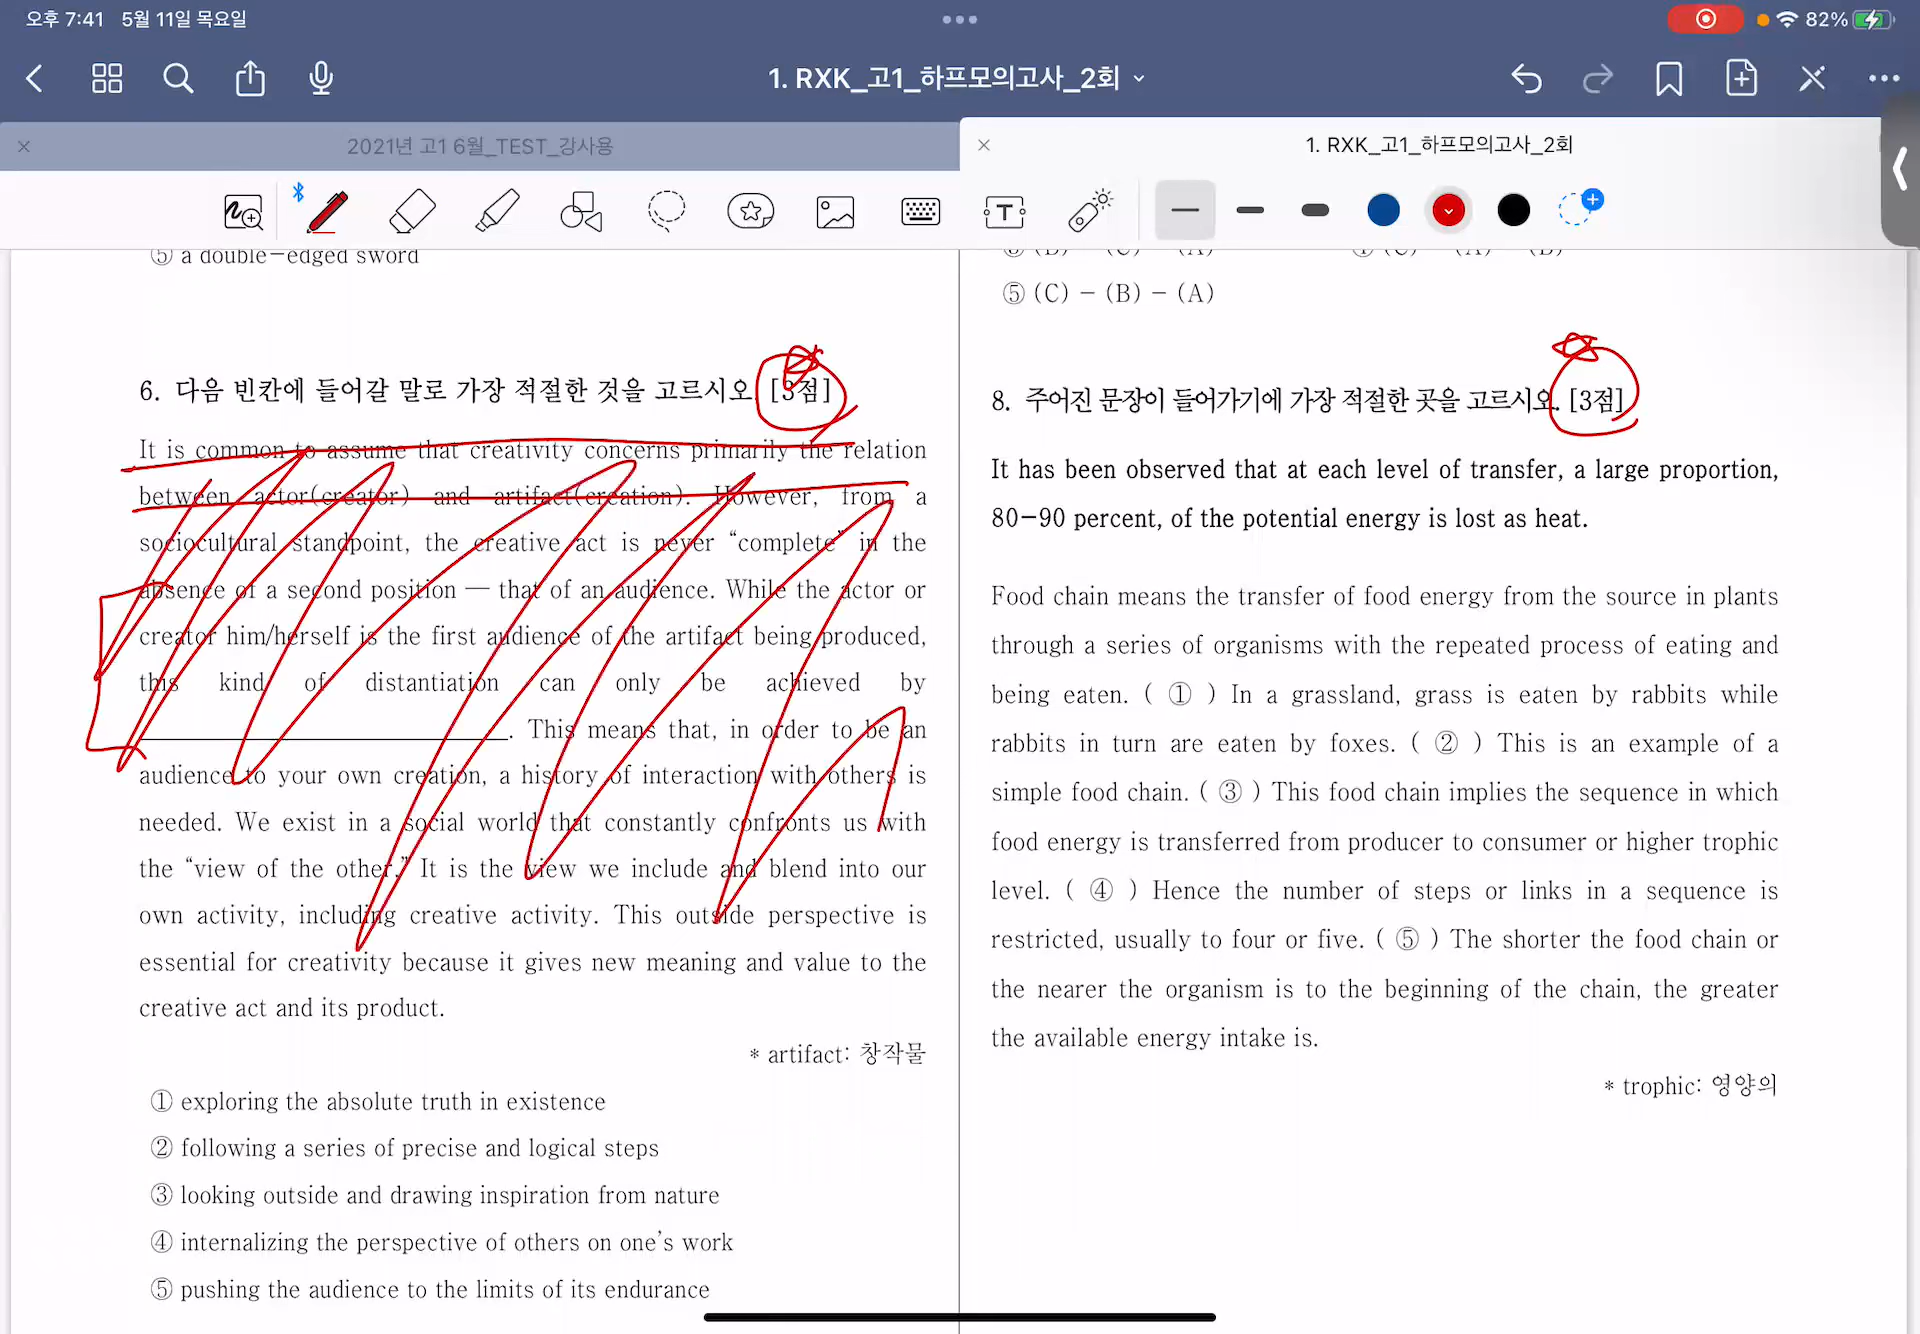 오후 7:41 5월 11일 목요일
82%
1. RXK_고1_하프모의고사_2회
2021년 고1 6월_TEST_강사용
1. RXK_고1_하프모의고사_2회
⑤ a double-edged sword
6. 다음 빈칸에 들어갈 말로 가장 적절한 것을 고르시오. [3점]
It is common to assume that creativity concerns primarily the relation
between actor(creator) and artifact(creation). However, from a
sociocultural standpoint, the creative act is never “complete” in the
absence of a second position — that of an audience. While the actor or
creator him/herself is the first audience of the artifact being produced,
this kind of distantiation can only be achieved by
. This means that, in order to be an
audience to your own creation, a history of interaction with others is
needed. We exist in a social world that constantly confronts us with
the “view of the other.” It is the view we include and blend into our
own activity, including creative activity. This outside perspective is
essential for creativity because it gives new meaning and value to the
creative act and its product.
* artifact: 창작물
① exploring the absolute truth in existence
② following a series of precise and logical steps
③ looking outside and drawing inspiration from nature
④ internalizing the perspective of others on one’s work
⑤ pushing the audience to the limits of its endurance
③ (B) - (C) - (A) ④ (C) - (A) - (B)
⑤ (C) - (B) - (A)
8. 주어진 문장이 들어가기에 가장 적절한 곳을 고르시오. [3점]
It has been observed that at each level of transfer, a large proportion,
80-90 percent, of the potential energy is lost as heat.
Food chain means the transfer of food energy from the source in plants
through a series of organisms with the repeated process of eating and
being eaten. ( ① ) In a grassland, grass is eaten by rabbits while
rabbits in turn are eaten by foxes. ( ② ) This is an example of a
simple food chain. ( ③ ) This food chain implies the sequence in which
food energy is transferred from producer to consumer or higher trophic
level. ( ④ ) Hence the number of steps or links in a sequence is
restricted, usually to four or five. ( ⑤ ) The shorter the food chain or
the nearer the organism is to the beginning of the chain, the greater
the available energy intake is.
* trophic: 영양의